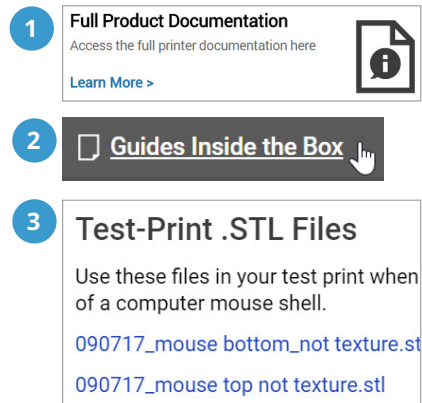 1
Full Product Documentation
Access the full printer documentation here
Learn More >
2
Guides Inside the Box
3
Test-Print .STL Files
Use these files in your test print when
of a computer mouse shell.
090717_mouse bottom_not texture.st
090717_mouse top not texture.stl